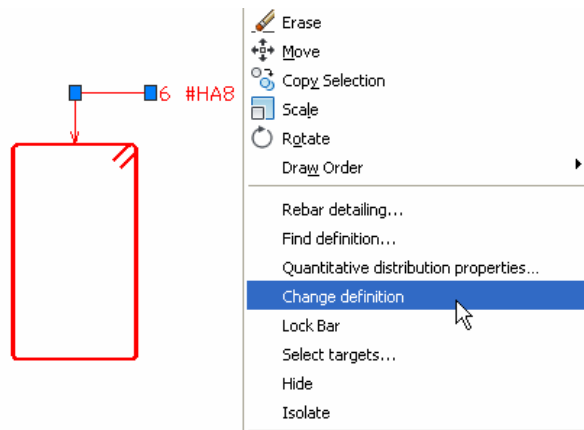 6 #HA8
Erase
Move
Copy Selection
Scale
Rotate
Draw Order
Rebar detailing...
Find definition...
Quantitative distribution properties...
Change definition
Lock Bar
Select targets...
Hide
Isolate